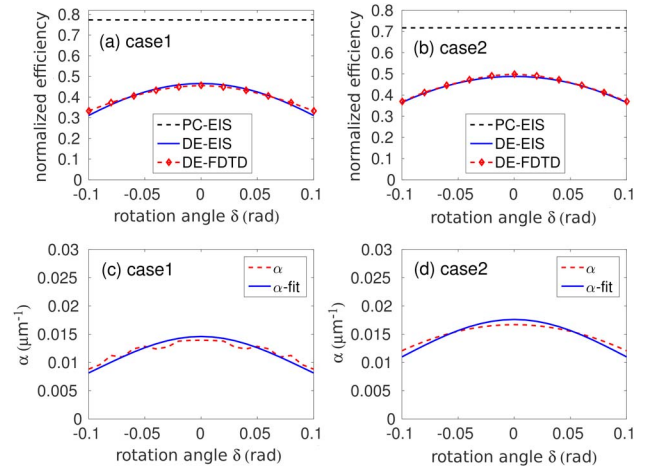 (a) case1
normalized efficiency
0.8
0.7
0.6
0.5
0.4
0.3
0.2
0.1
0
PC-EIS
DE-EIS
DE-FDTD
-0.1 -0.05 0 0.05 0.1
rotation angle δ (rad)
(b) case2
normalized efficiency
0.8
0.7
0.6
0.5
0.4
0.3
0.2
0.1
0
PC-EIS
DE-EIS
DE-FDTD
-0.1 -0.05 0 0.05 0.1
rotation angle δ (rad)
(c) case1
α (μm⁻¹)
0.03
0.025
0.02
0.015
0.01
0.005
0
α
α-fit
-0.1 -0.05 0 0.05 0.1
rotation angle δ (rad)
(d) case2
α (μm⁻¹)
0.03
0.025
0.02
0.015
0.01
0.005
0
α
α-fit
-0.1 -0.05 0 0.05 0.1
rotation angle δ (rad)